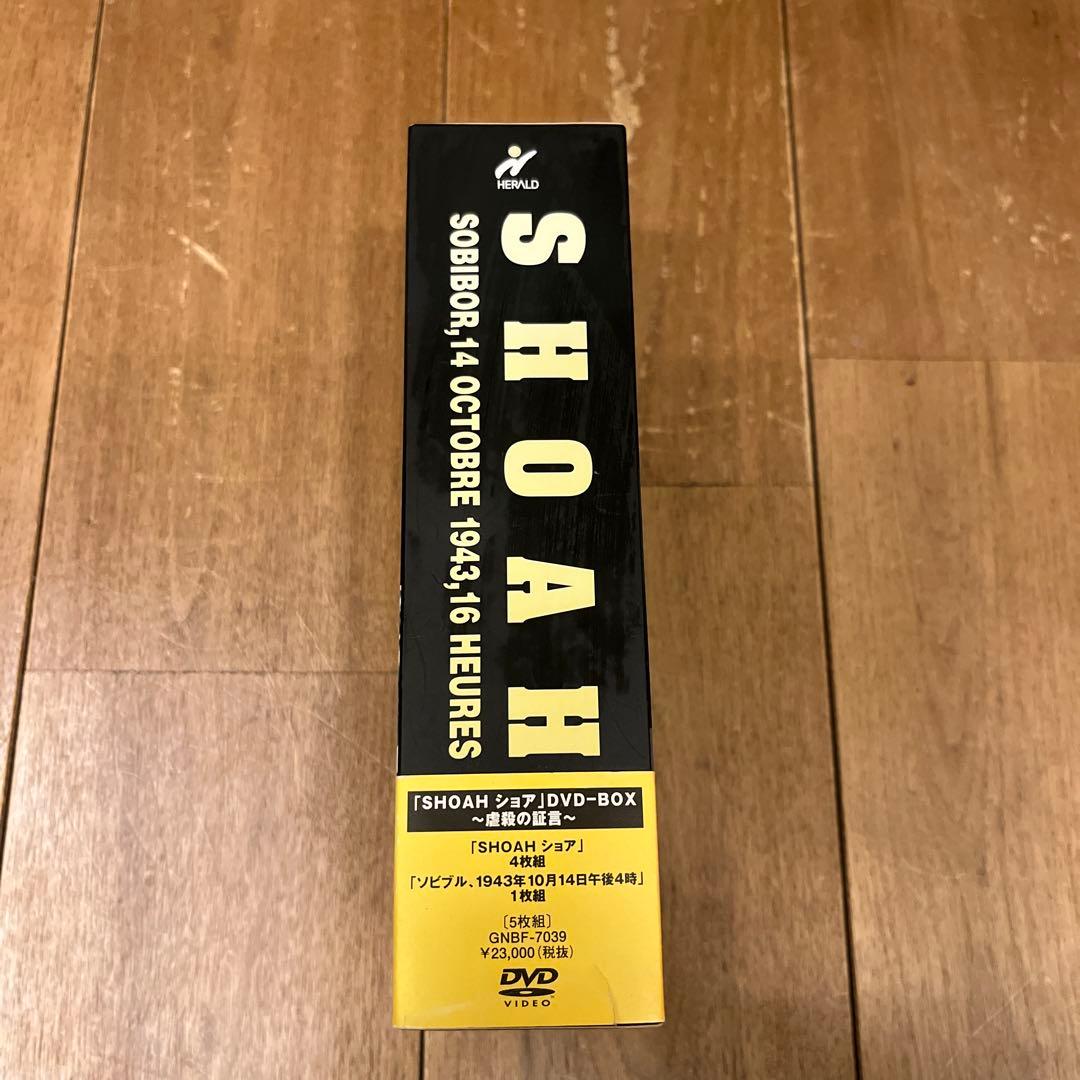 HERALD
SHOAH
SOBIBOR,14 OCTOBRE 1943,16 HEURES
「SHOAH ショア」DVD-BOX
～虐殺の証言～
「SHOAH ショア」
4枚組
「ソビブル、1943年10月14日午後4時」
1枚組
〔5枚組〕
GNBF-7039
¥23,000(税抜)
DVD
VIDEO™